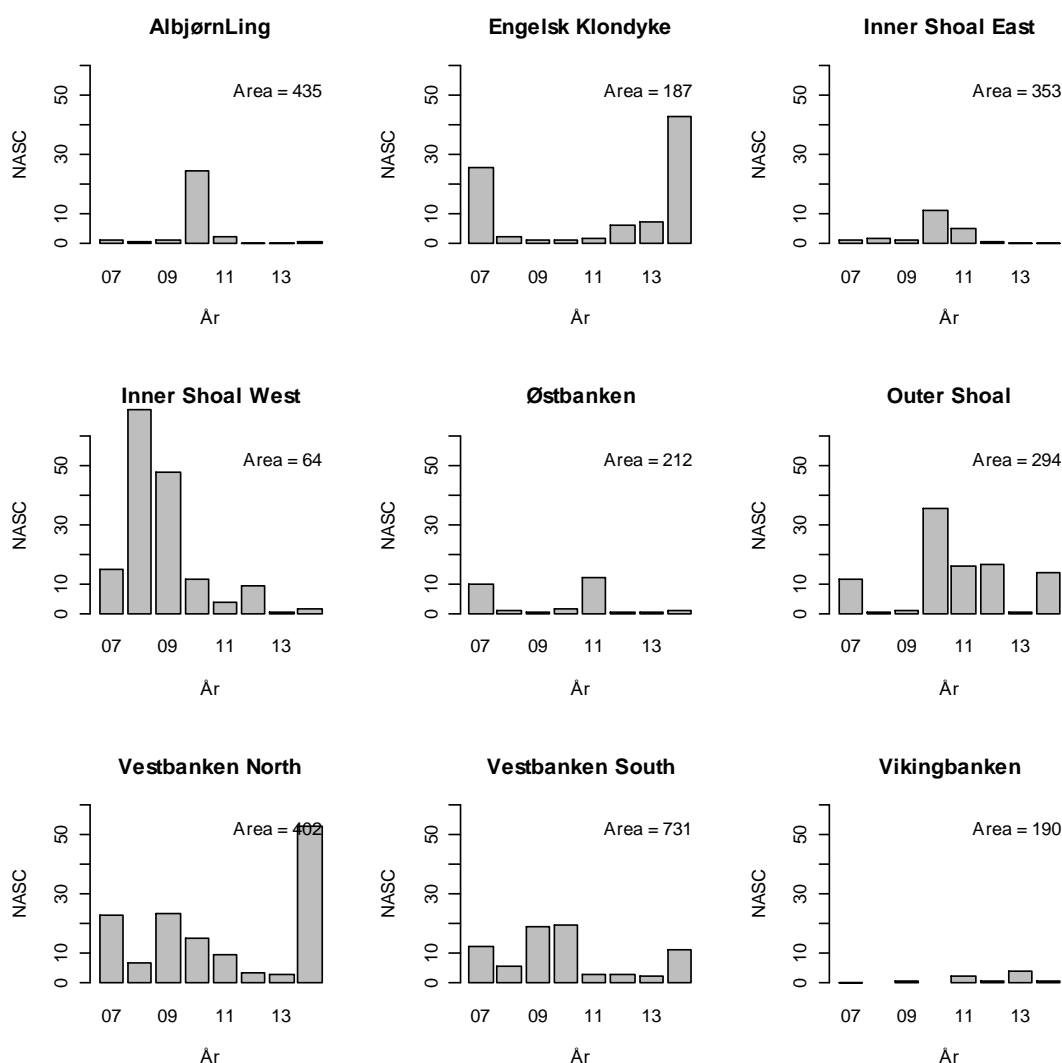 AlbjørnLing
Area = 435
NASC
50
30
10
0
07 09 11 13
År
Engelsk Klondyke
Area = 187
NASC
50
30
10
0
07 09 11 13
År
Inner Shoal East
Area = 353
NASC
50
30
10
0
07 09 11 13
År
Inner Shoal West
Area = 64
NASC
50
30
10
0
07 09 11 13
År
Østbanken
Area = 212
NASC
50
30
10
0
07 09 11 13
År
Outer Shoal
Area = 294
NASC
50
30
10
0
07 09 11 13
År
Vestbanken North
Area = 402
NASC
50
30
10
0
07 09 11 13
År
Vestbanken South
Area = 731
NASC
50
30
10
0
07 09 11 13
År
Vikingbanken
Area = 190
NASC
50
30
10
0
07 09 11 13
År